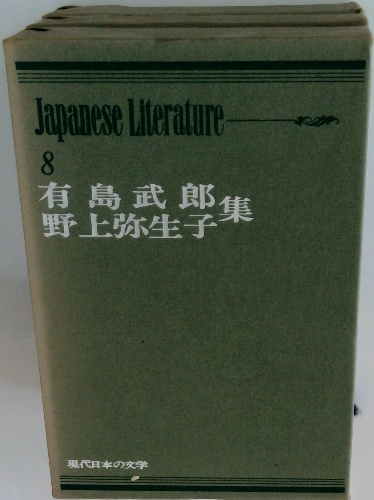 Japanese Literature
8
有島武郎
野上弥生子
集
現代日本の文学